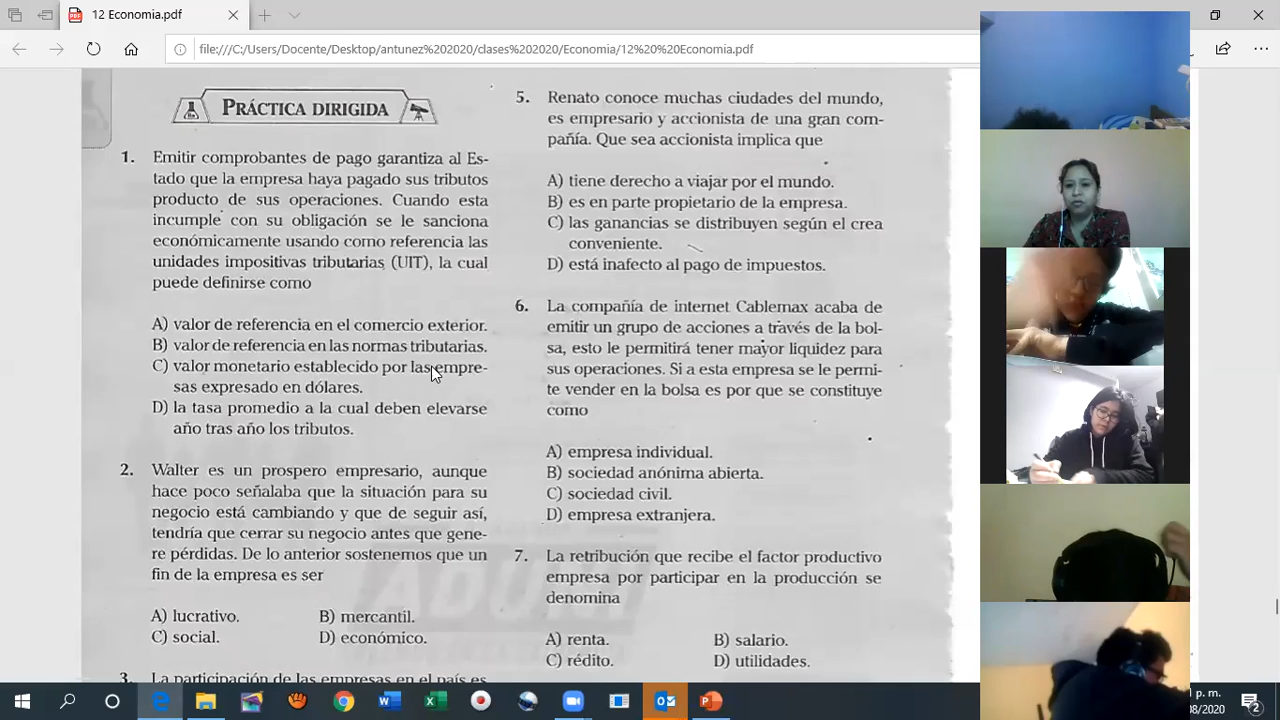 12 Economia.pdf
file:///C:/Users/Docente/Desktop/antunez%202020/clases%202020/Economia/12%20%20Economia.pdf
PRÁCTICA DIRIGIDA
1. Emitir comprobantes de pago garantiza al Es-
tado que la empresa haya pagado sus tributos
producto de sus operaciones. Cuando esta
incumple con su obligación se le sanciona
económicamente usando como referencia las
unidades impositivas tributarias (UIT), la cual
puede definirse como
A) valor de referencia en el comercio exterior.
B) valor de referencia en las normas tributarias.
C) valor monetario establecido por las empre-
sas expresado en dólares.
D) la tasa promedio a la cual deben elevarse
año tras año los tributos.
2. Walter es un prospero empresario, aunque
hace poco señalaba que la situación para su
negocio está cambiando y que de seguir así,
tendría que cerrar su negocio antes que gene-
re pérdidas. De lo anterior sostenemos que un
fin de la empresa es ser
A) lucrativo. B) mercantil.
C) social. D) económico.
3. La participación de las empresas en el país es
5. Renato conoce muchas ciudades del mundo,
es empresario y accionista de una gran com-
pañía. Que sea accionista implica que
A) tiene derecho a viajar por el mundo.
B) es en parte propietario de la empresa.
C) las ganancias se distribuyen según el crea
conveniente.
D) está inafecto al pago de impuestos.
6. La compañía de internet Cablemax acaba de
emitir un grupo de acciones a través de la bol-
sa, esto le permitirá tener mayor liquidez para
sus operaciones. Si a esta empresa se le permi-
te vender en la bolsa es por que se constituye
como
A) empresa individual.
B) sociedad anónima abierta.
C) sociedad civil.
D) empresa extranjera.
7. La retribución que recibe el factor productivo
empresa por participar en la producción se
denomina
A) renta. B) salario.
C) rédito. D) utilidades.
p. m.
08/2020
2